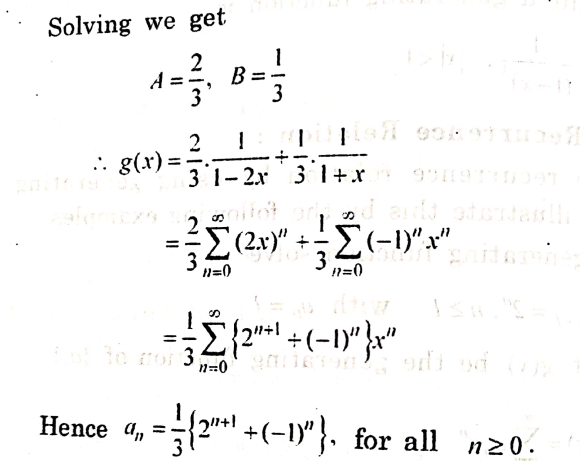 Solving we get
A = 2/3, B = 1/3
∴ g(x) = 2/3 · 1/(1−2x) + 1/3 · 1/(1+x)
= 2/3 ∑_{n=0}^{∞} (2x)^n + 1/3 ∑_{n=0}^{∞} (−1)^n x^n
= 1/3 ∑_{n=0}^{∞} {2^{n+1} + (−1)^n} x^n
Hence a_n = 1/3 {2^{n+1} + (−1)^n}, for all n ≥ 0.